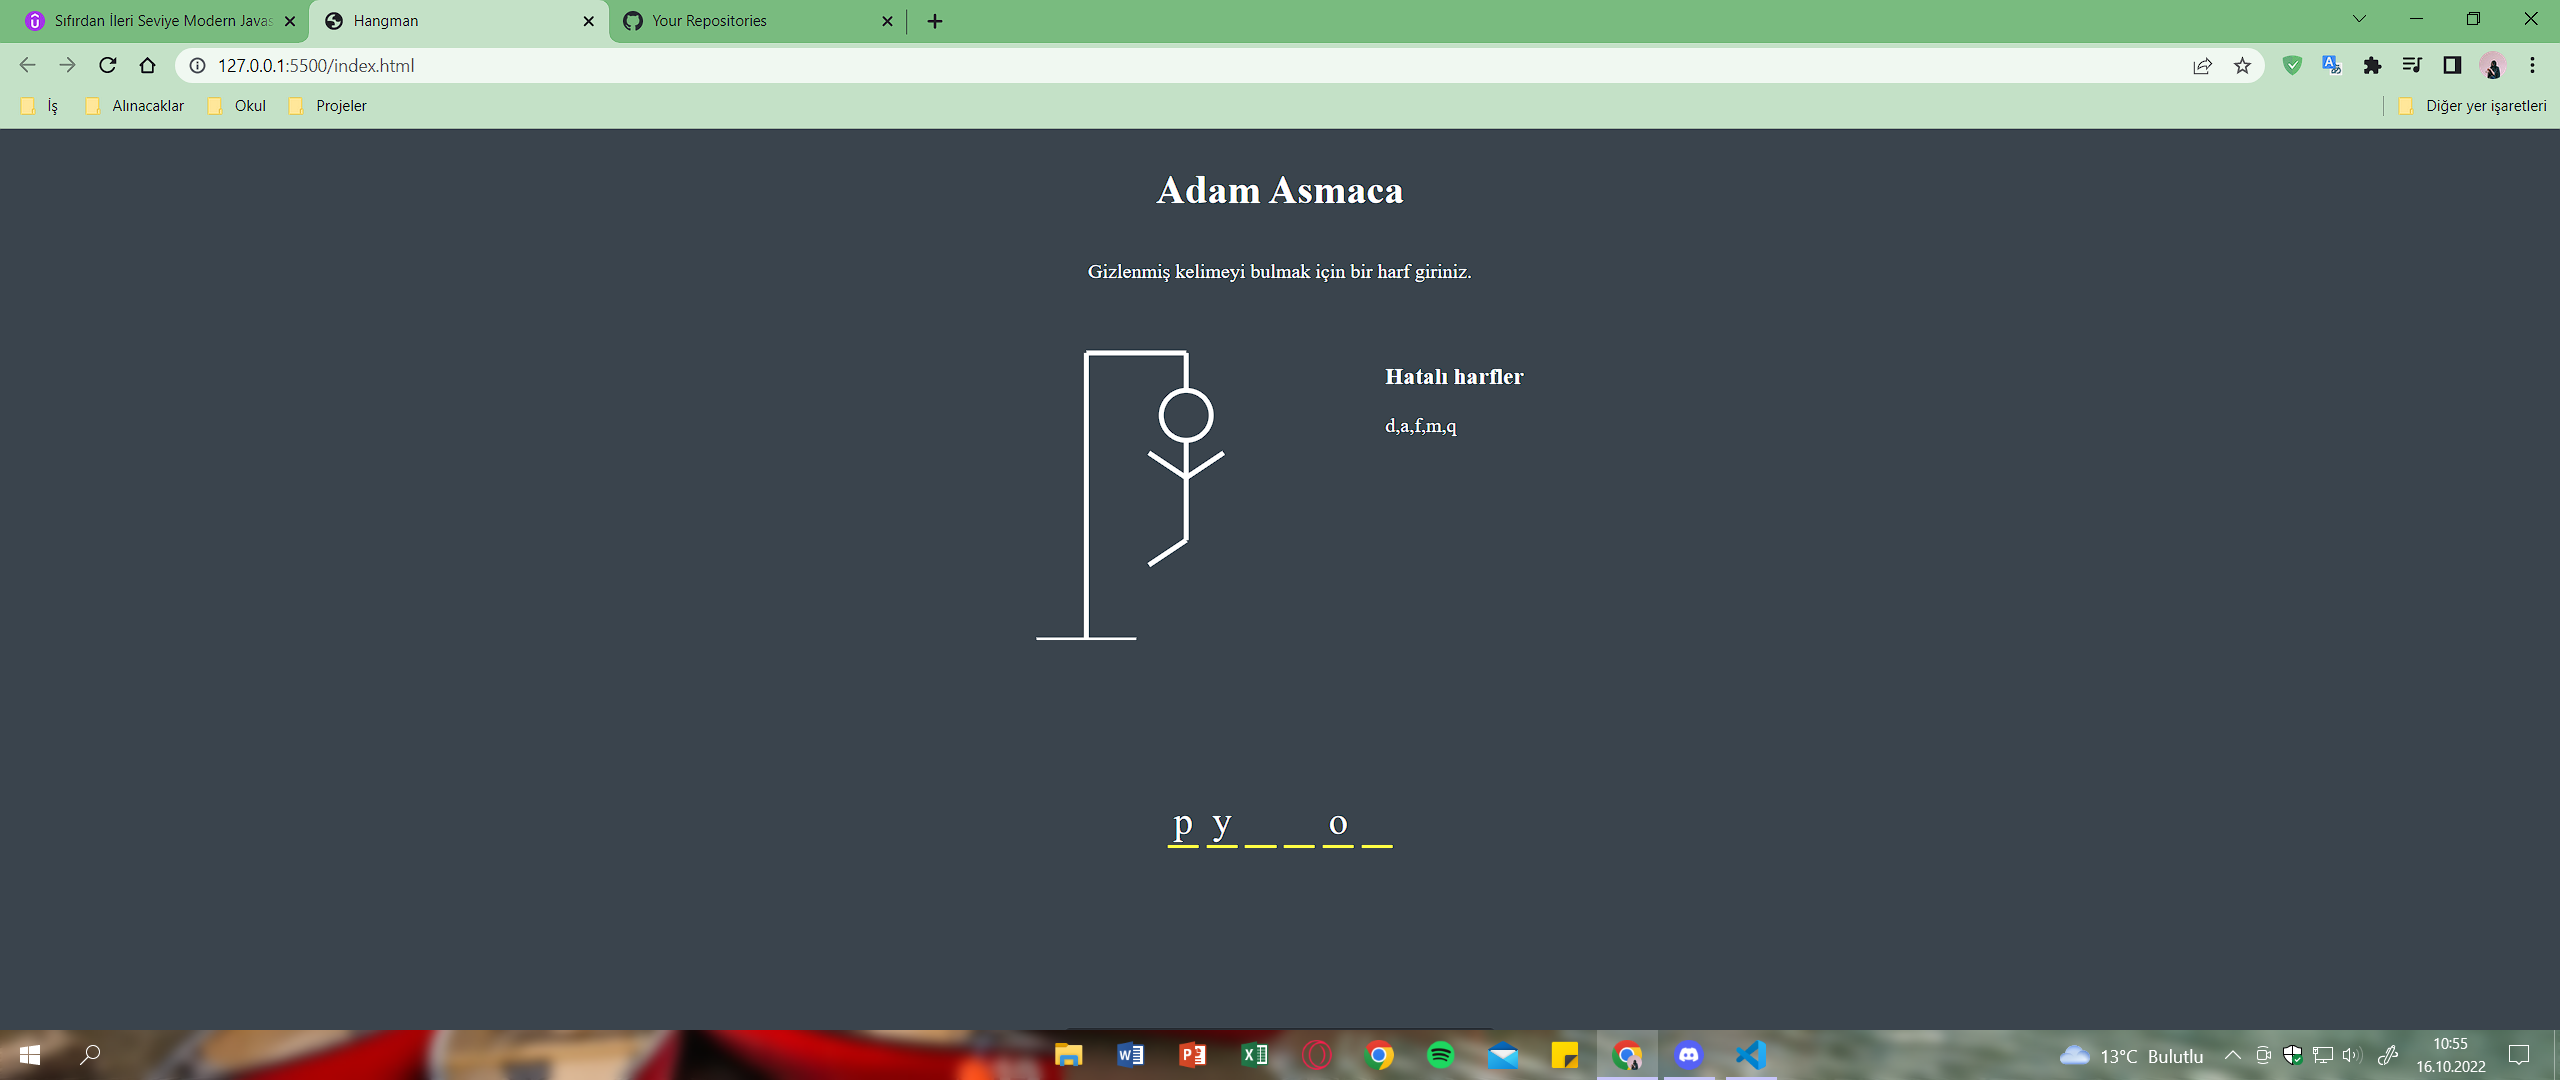 Sıfırdan İleri Seviye Modern Javas
Hangman
Your Repositories
127.0.0.1:5500/index.html
İş
Alınacaklar
Okul
Projeler
Diğer yer işaretleri
Adam Asmaca
Gizlenmiş kelimeyi bulmak için bir harf giriniz.
Hatalı harfler
d,a,f,m,q
p y _ _ o _
13°C Bulutlu
10:55
16.10.2022